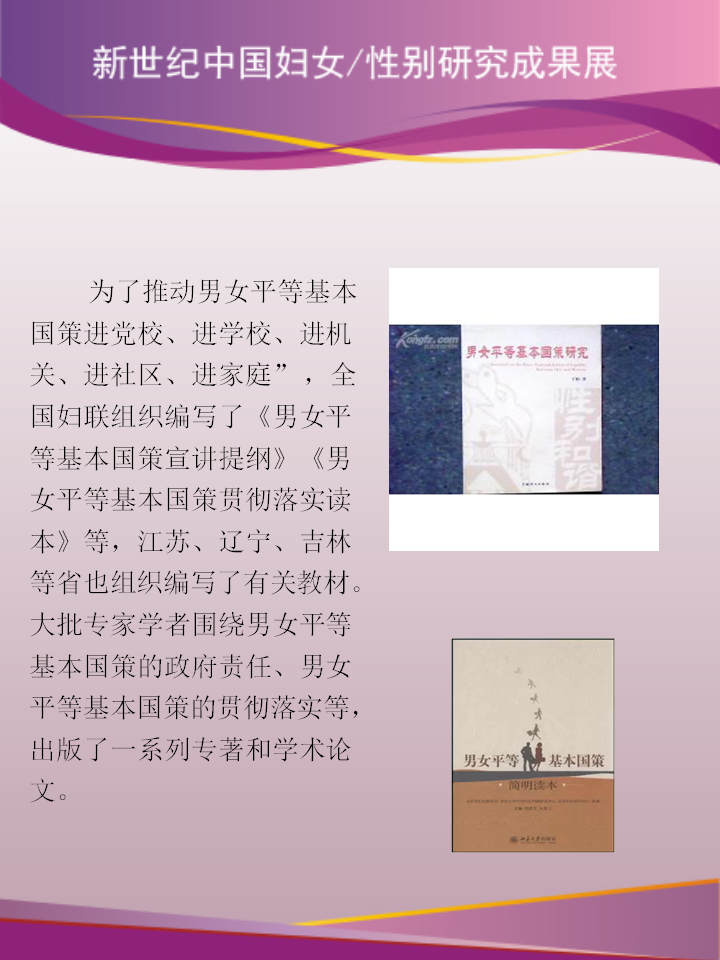 新世纪中国妇女/性别研究成果展
为了推动男女平等基本
国策进党校、进学校、进机
关、进社区、进家庭”，全
国妇联组织编写了《男女平
等基本国策宣讲提纲》《男
女平等基本国策贯彻落实读
本》等，江苏、辽宁、吉林
等省也组织编写了有关教材。
大批专家学者围绕男女平等
基本国策的政府责任、男女
平等基本国策的贯彻落实等，
出版了一系列专著和学术论
文。
Kongfz.com
男女平等基本国策研究
性别
和谐
男女平等 基本国策
简明读本
北京大学出版社